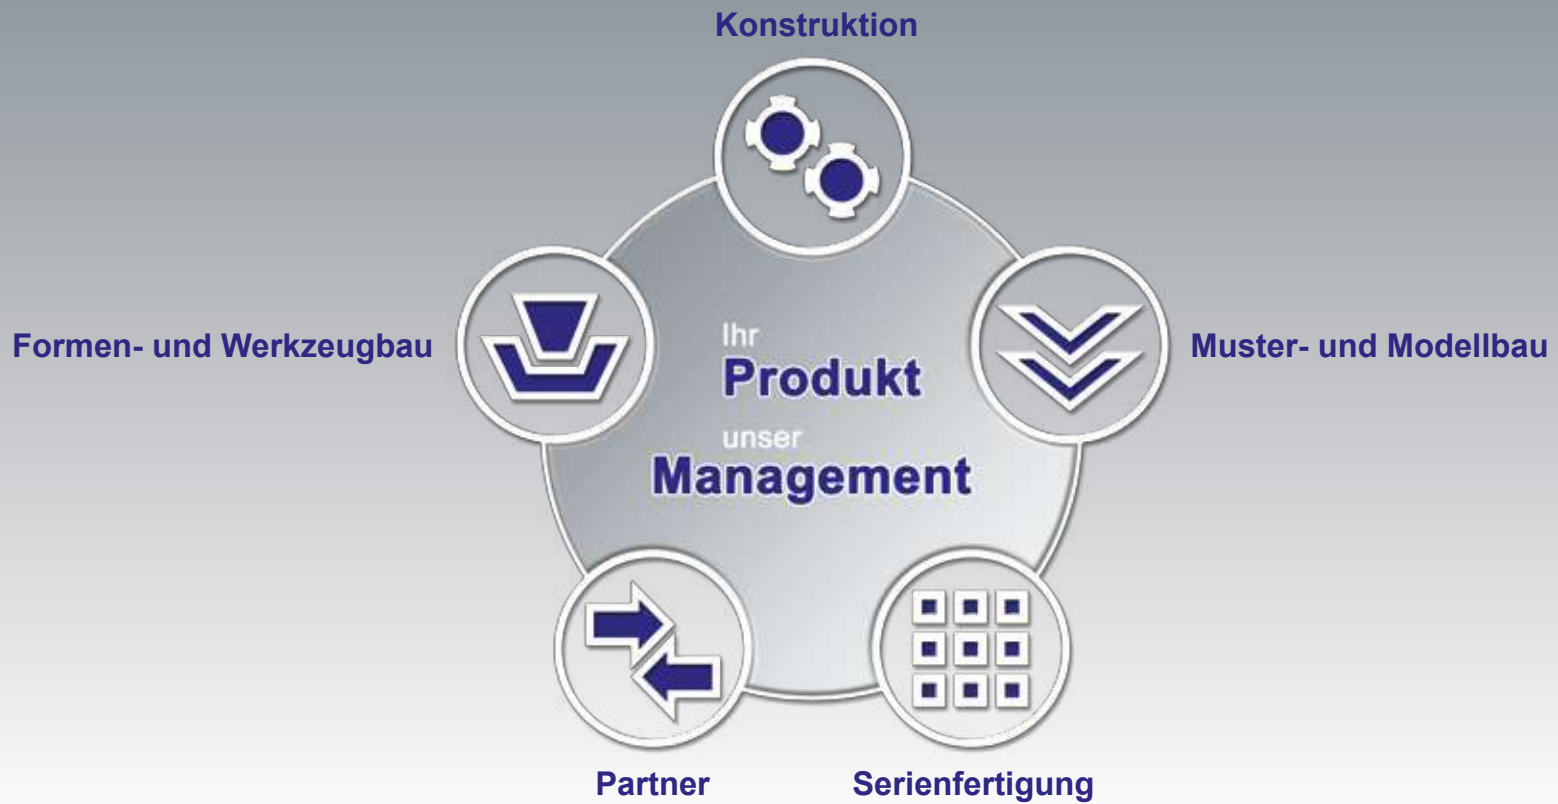 Konstruktion
Formen- und Werkzeugbau
Ihr
Produkt
unser
Management
Muster- und Modellbau
Partner
Serienfertigung